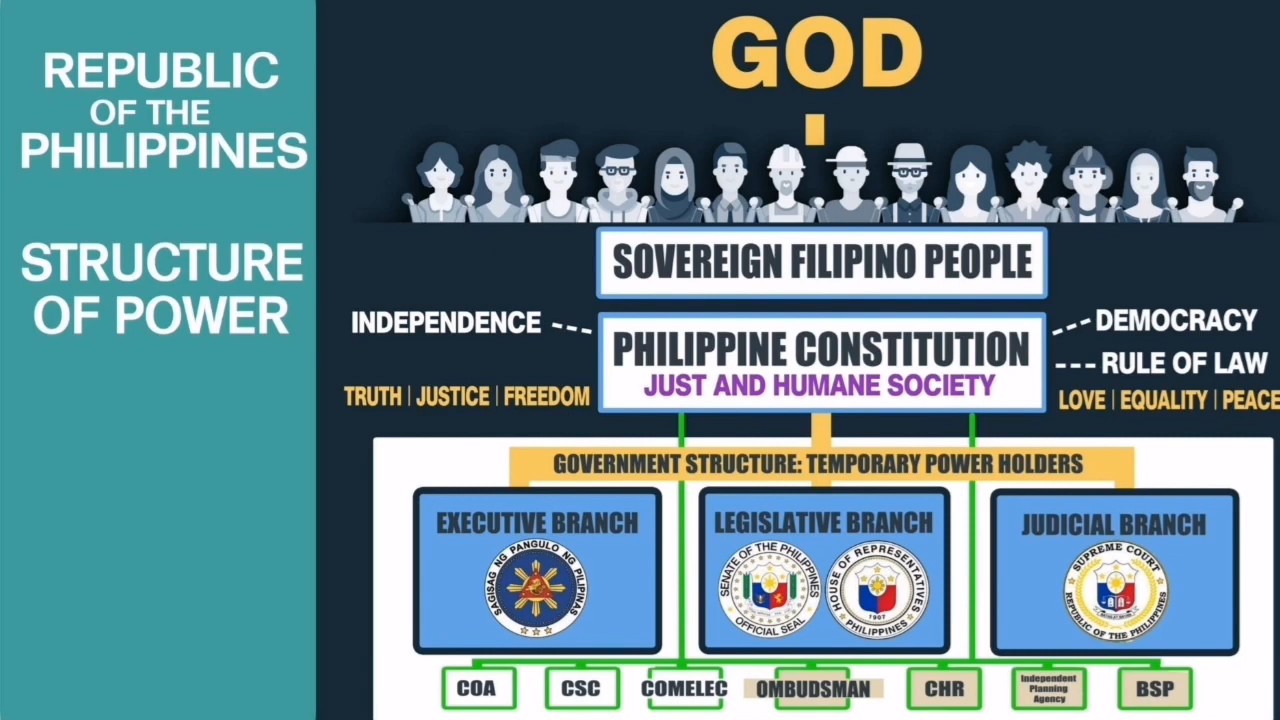 REPUBLIC
OF THE
PHILIPPINES
STRUCTURE
OF POWER
GOD
SOVEREIGN FILIPINO PEOPLE
INDEPENDENCE
PHILIPPINE CONSTITUTION
JUST AND HUMANE SOCIETY
DEMOCRACY
RULE OF LAW
TRUTH | JUSTICE | FREEDOM
LOVE | EQUALITY | PEACE
GOVERNMENT STRUCTURE: TEMPORARY POWER HOLDERS
EXECUTIVE BRANCH
SAGISAG NG PANGULO NG PILIPINAS
LEGISLATIVE BRANCH
SENATE OF THE PHILIPPINES
OFFICIAL SEAL
HOUSE OF REPRESENTATIVES
1907
PHILIPPINES
JUDICIAL BRANCH
SUPREME COURT
REPUBLIC OF THE PHILIPPINES
COA
CSC
COMELEC
OMBUDSMAN
CHR
Independent
Planning
Agency
BSP